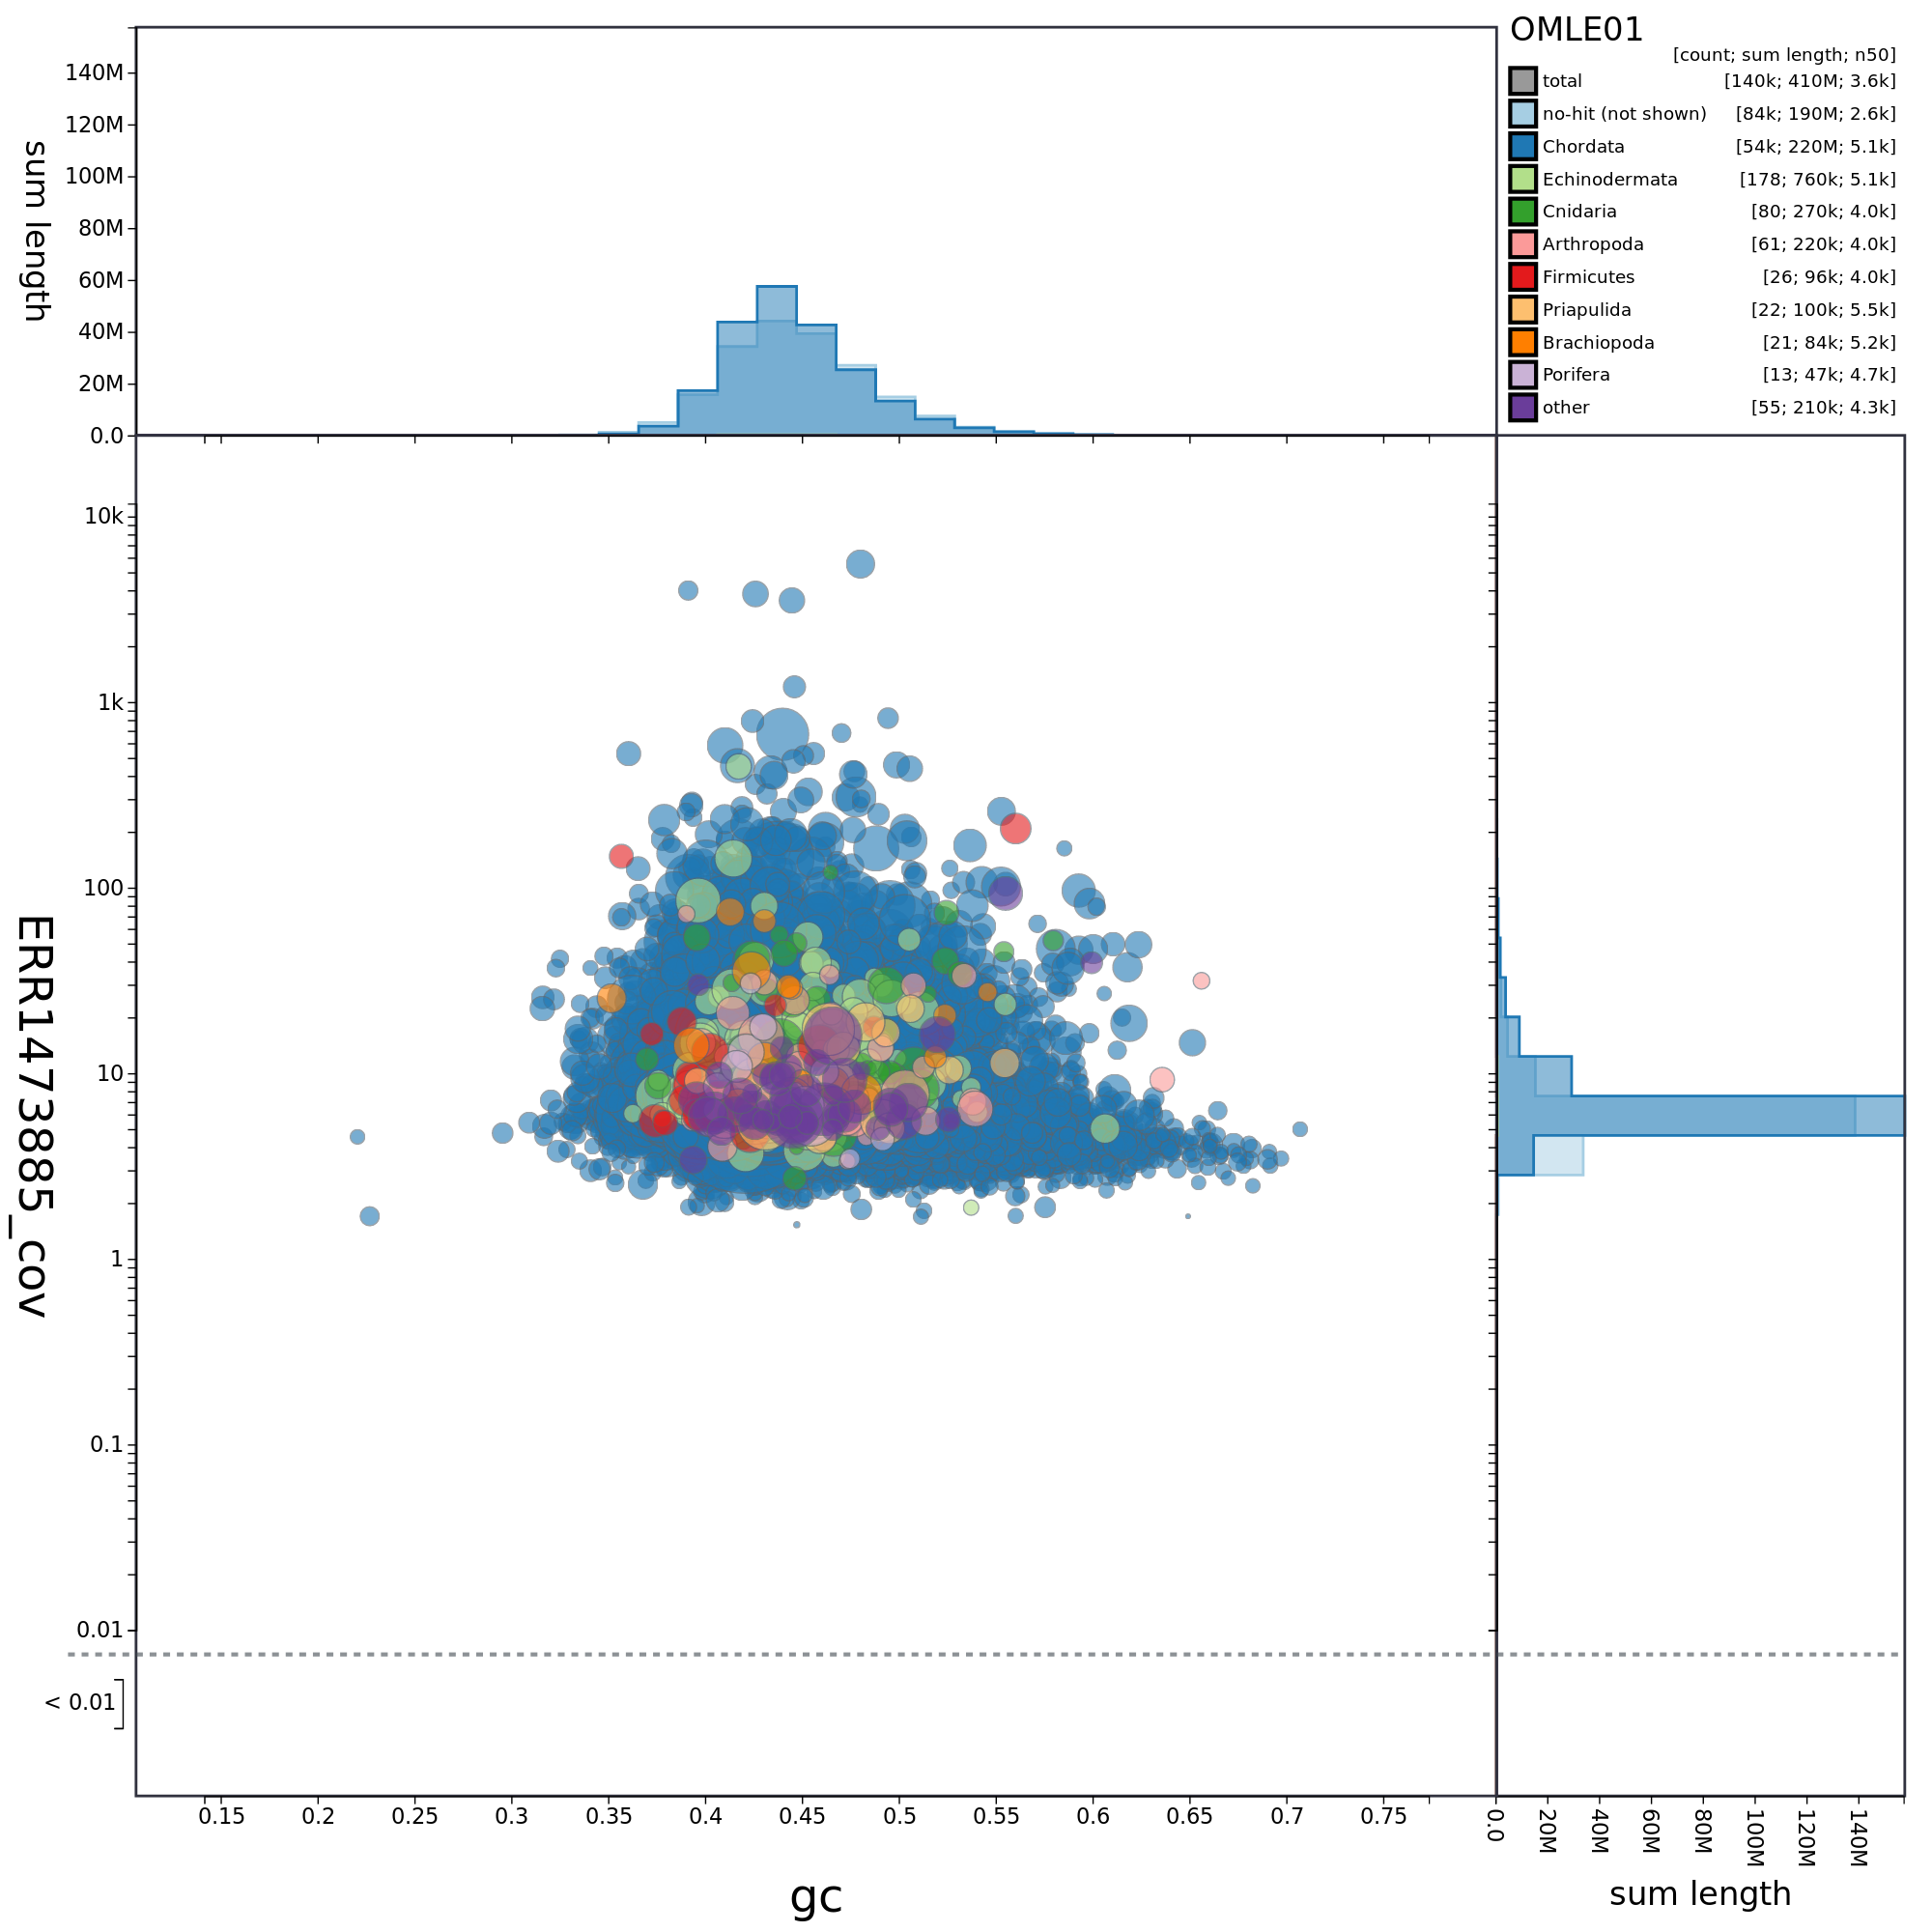 OMLE01
[count; sum length; n50]
total [140k; 410M; 3.6k]
no-hit (not shown) [84k; 190M; 2.6k]
Chordata [54k; 220M; 5.1k]
Echinodermata [178; 760k; 5.1k]
Cnidaria [80; 270k; 4.0k]
Arthropoda [61; 220k; 4.0k]
Firmicutes [26; 96k; 4.0k]
Priapulida [22; 100k; 5.5k]
Brachiopoda [21; 84k; 5.2k]
Porifera [13; 47k; 4.7k]
other [55; 210k; 4.3k]
sum length
140M
120M
100M
80M
60M
40M
20M
0.0
ERR1473885_cov
10k
1k
100
10
1
0.1
0.01
< 0.01
0.15 0.2 0.25 0.3 0.35 0.4 0.45 0.5 0.55 0.6 0.65 0.7 0.75
gc
0.0 20M 40M 60M 80M 100M 120M 140M
sum length